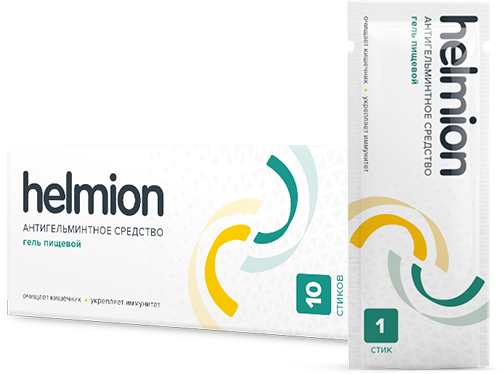 helmion
АНТИГЕЛЬМИНТНОЕ СРЕДСТВО
гель пищевой
очищает кишечник • укрепляет иммунитет
10
СТИКОВ
helmion
АНТИГЕЛЬМИНТНОЕ СРЕДСТВО
гель пищевой
очищает кишечник • укрепляет иммунитет
1
СТИК